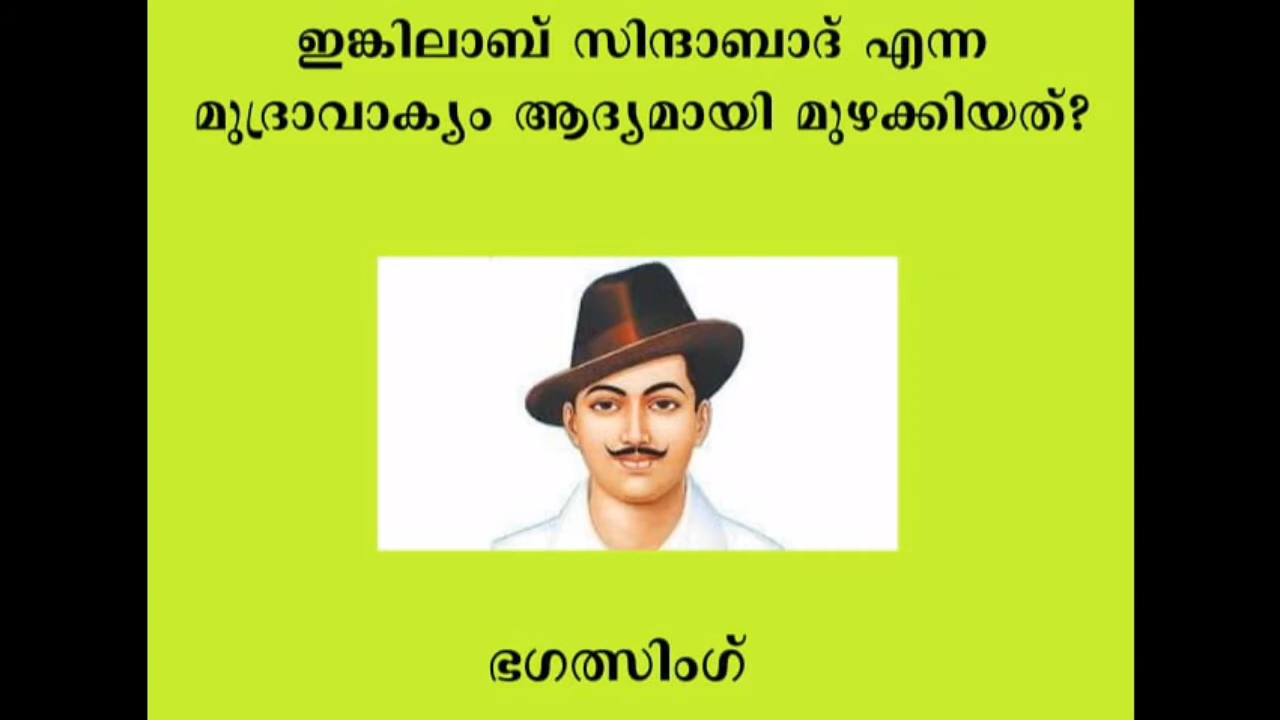 ഇങ്കിലാബ് സിന്ദാബാദ് എന്ന
മുദ്രാവാക്യം ആദ്യമായി മുഴക്കിയത്?
ഭഗത്സിംഗ്